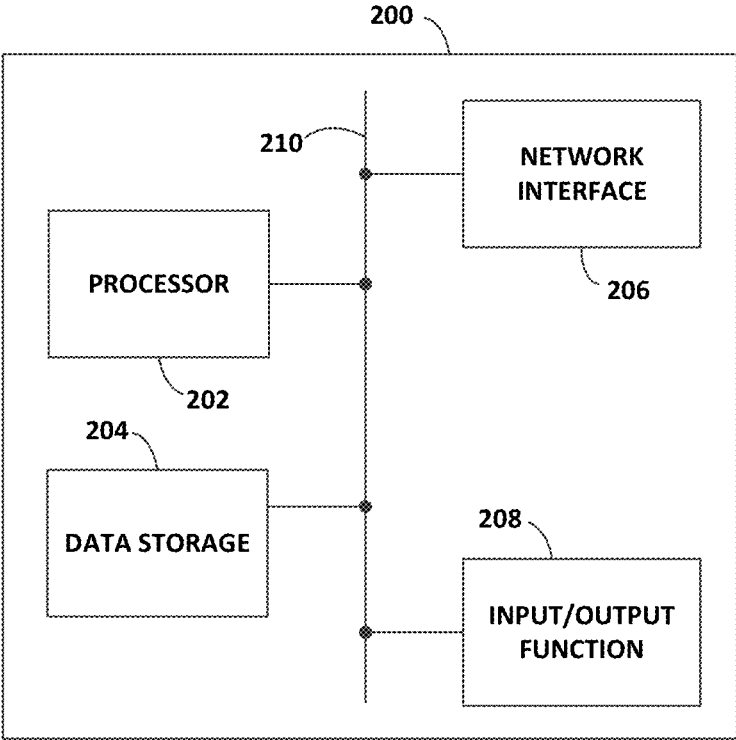 200
210
NETWORK
INTERFACE
206
PROCESSOR
202
204
DATA STORAGE
208
INPUT/OUTPUT
FUNCTION